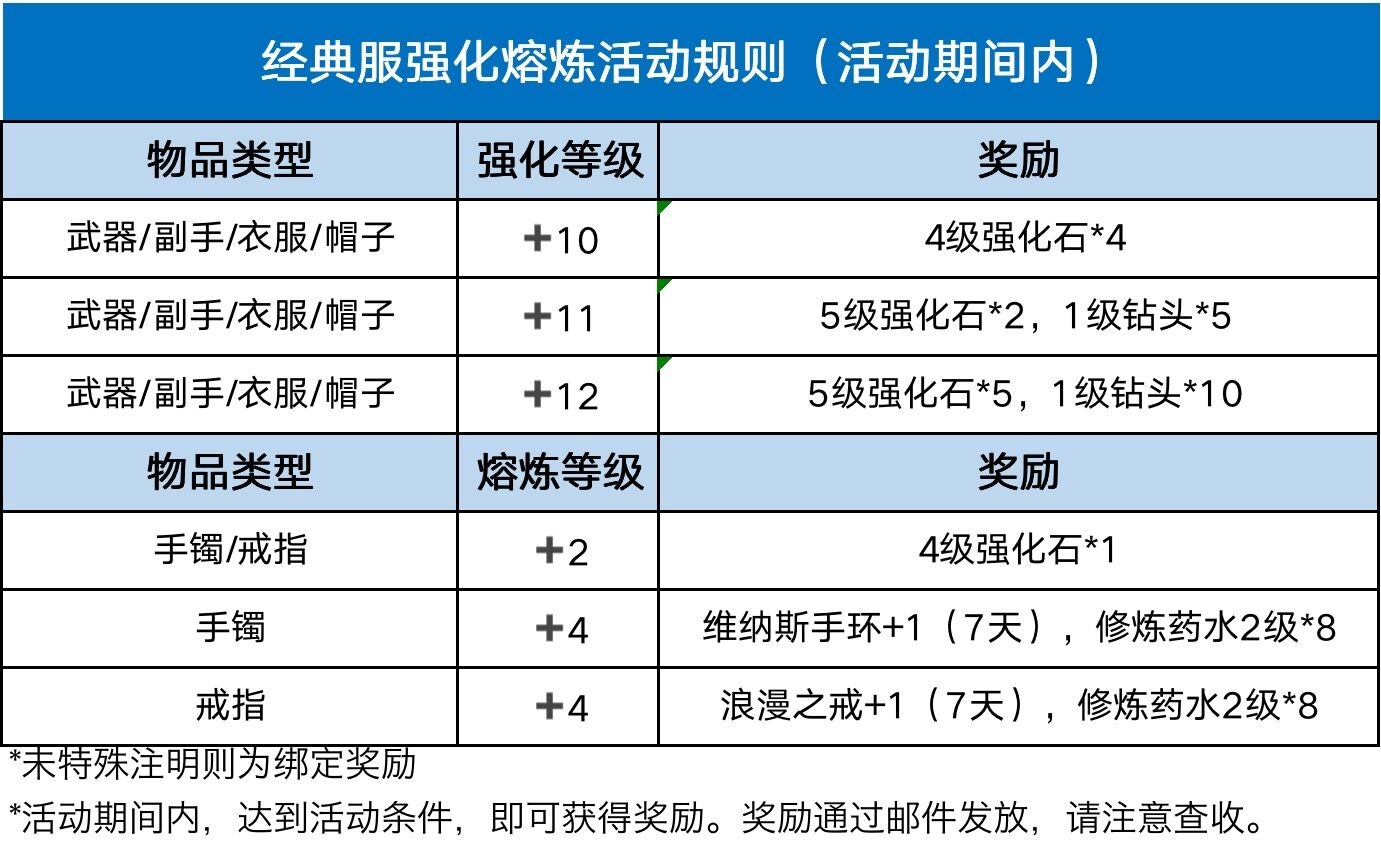 经典服强化熔炼活动规则（活动期间内）
物品类型 强化等级 奖励
武器/副手/衣服/帽子 +10 4级强化石*4
武器/副手/衣服/帽子 +11 5级强化石*2，1级钻头*5
武器/副手/衣服/帽子 +12 5级强化石*5，1级钻头*10
物品类型 熔炼等级 奖励
手镯/戒指 +2 4级强化石*1
手镯 +4 维纳斯手环+1（7天），修炼药水2级*8
戒指 +4 浪漫之戒+1（7天），修炼药水2级*8
*未特殊注明则为绑定奖励
*活动期间内，达到活动条件，即可获得奖励。奖励通过邮件发放，请注意查收。